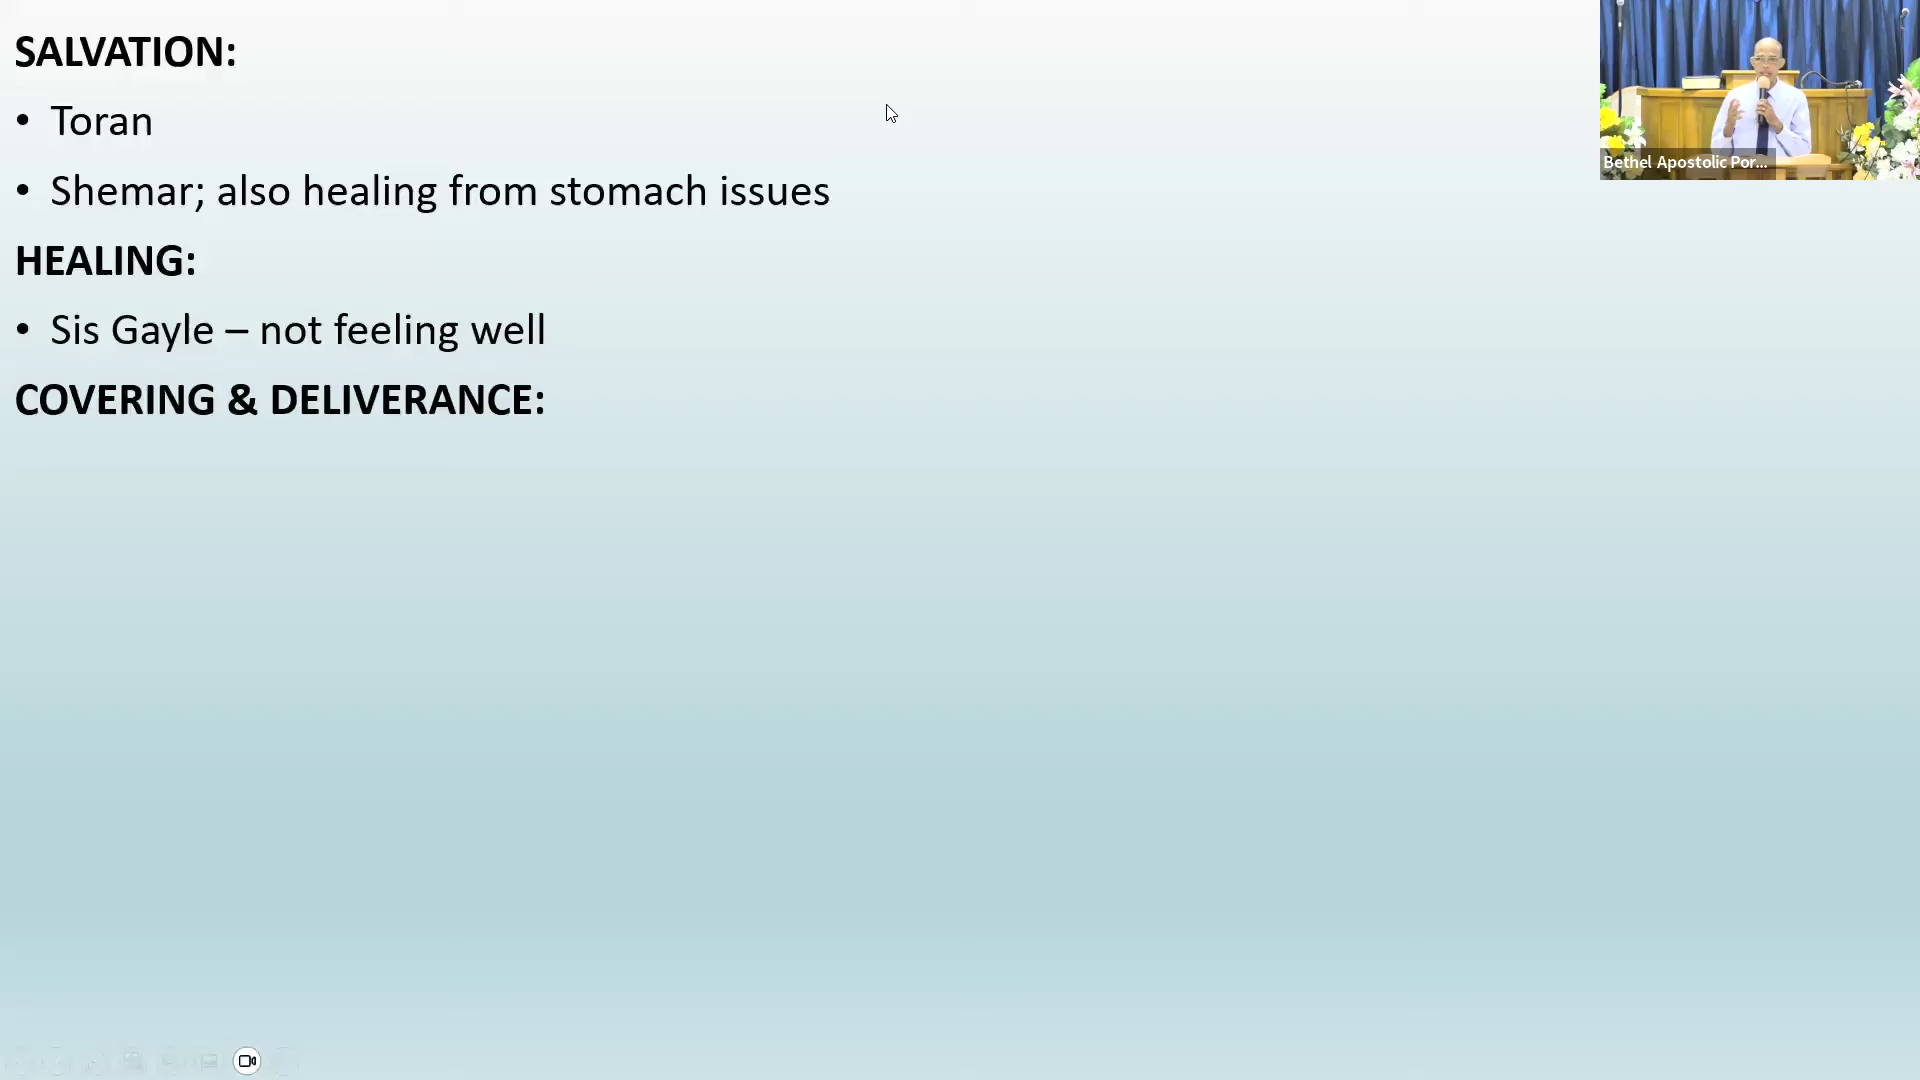 SALVATION:
• Toran
• Shemar; also healing from stomach issues
HEALING:
• Sis Gayle – not feeling well
COVERING & DELIVERANCE:
Bethel Apostolic Por...